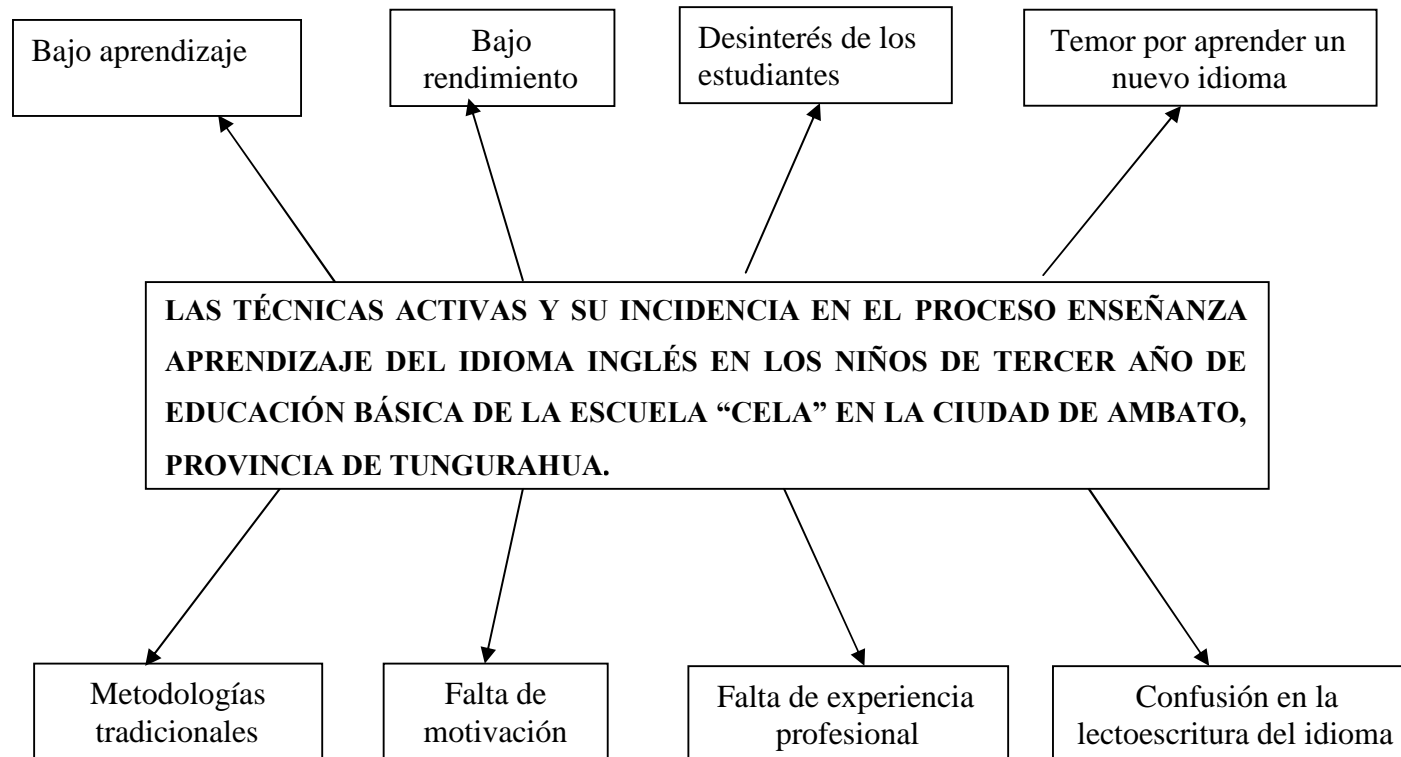 Bajo aprendizaje
Bajo
rendimiento
Desinterés de los
estudiantes
Temor por aprender un
nuevo idioma
LAS TÉCNICAS ACTIVAS Y SU INCIDENCIA EN EL PROCESO ENSEÑANZA
APRENDIZAJE DEL IDIOMA INGLÉS EN LOS NIÑOS DE TERCER AÑO DE
EDUCACIÓN BÁSICA DE LA ESCUELA “CELA” EN LA CIUDAD DE AMBATO,
PROVINCIA DE TUNGURAHUA.
Metodologías
tradicionales
Falta de
motivación
Falta de experiencia
profesional
Confusión en la
lectoescritura del idioma